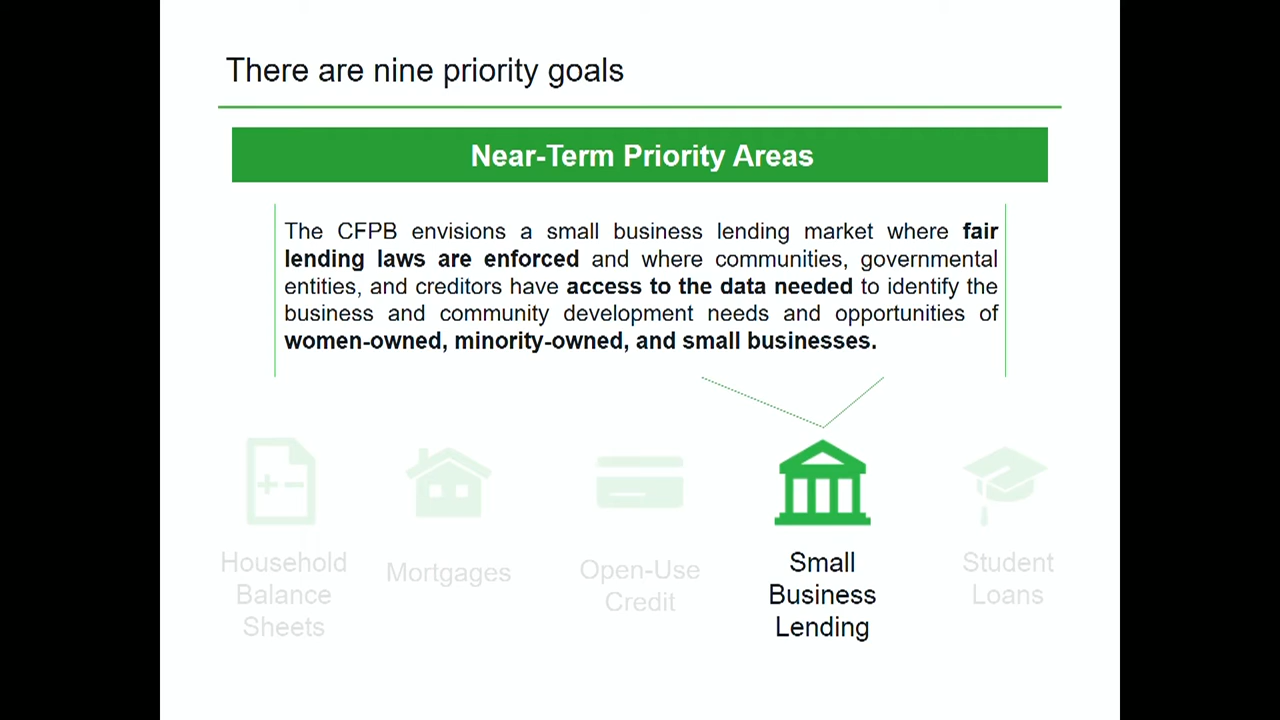 There are nine priority goals
Near-Term Priority Areas
The CFPB envisions a small business lending market where fair
lending laws are enforced and where communities, governmental
entities, and creditors have access to the data needed to identify the
business and community development needs and opportunities of
women-owned, minority-owned, and small businesses.
Household
Balance
Sheets
Mortgages
Open-Use
Credit
Small
Business
Lending
Student
Loans